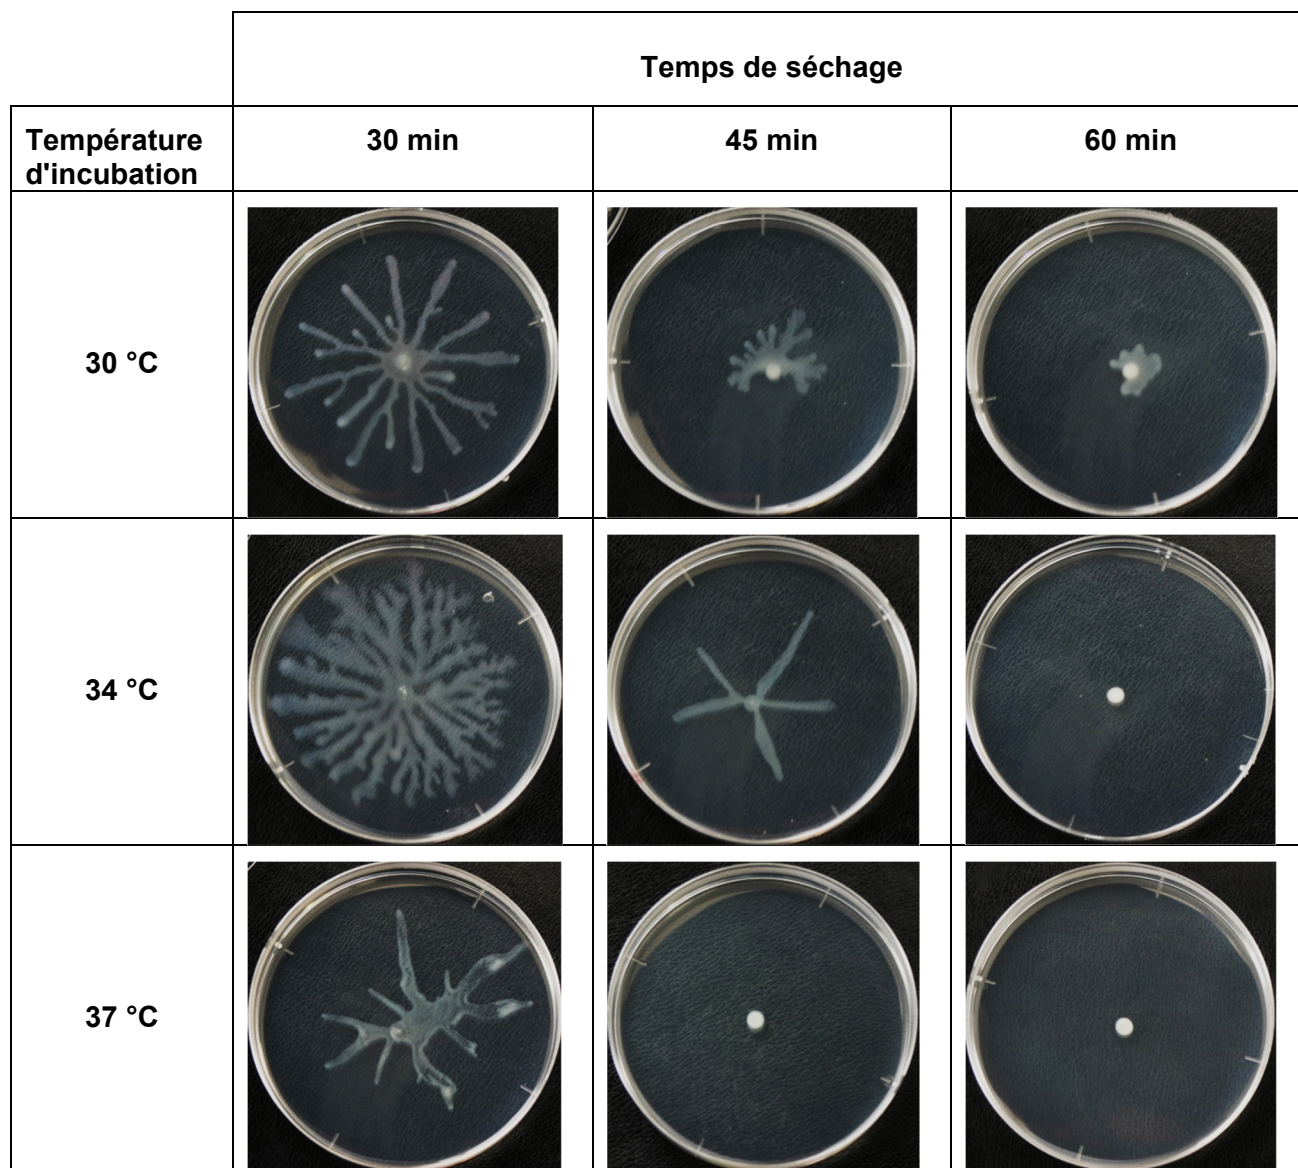 Temps de séchage
Température
d'incubation
30 min
45 min
60 min
30 °C
34 °C
37 °C